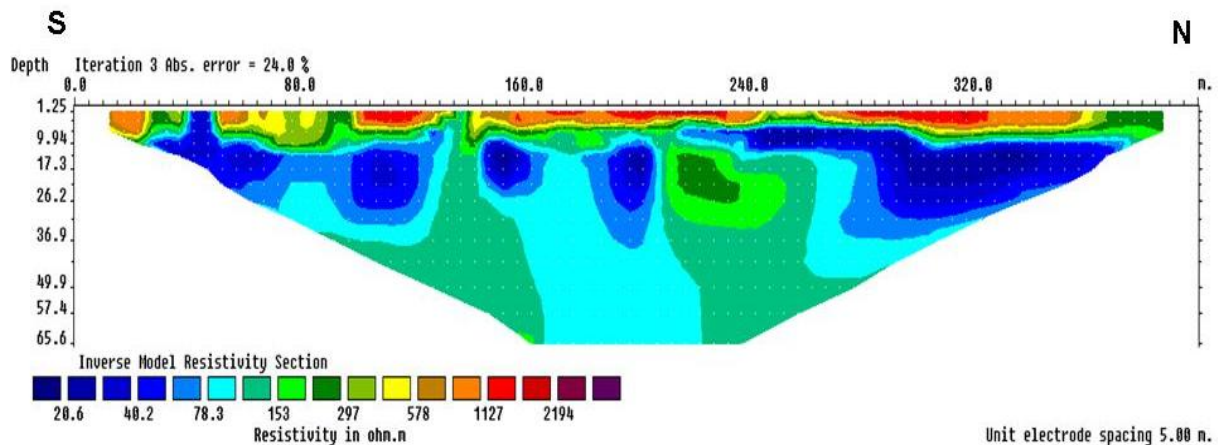 S
N
Depth Iteration 3 Abs. error = 24.0 %
0.0 80.0 160.0 240.0 320.0 m.
1.25
9.94
17.3
26.2
36.9
49.9
57.4
65.6
Inverse Model Resistivity Section
20.6 40.2 78.3 153 297 578 1127 2194
Resistivity in ohm.m
Unit electrode spacing 5.00 m.